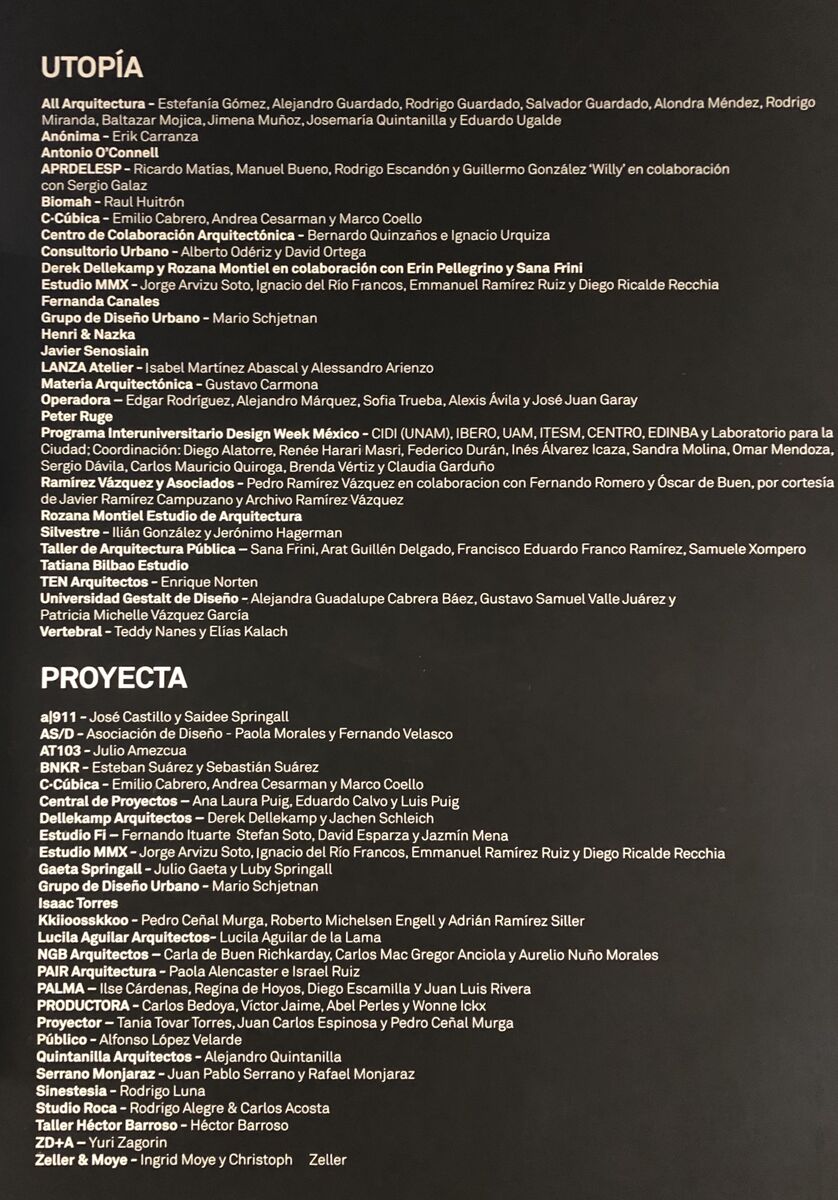 UTOPÍA
All Arquitectura - Estefanía Gómez, Alejandro Guardado, Rodrigo Guardado, Salvador Guardado, Alondra Méndez, Rodrigo
Miranda, Baltazar Mojica, Jimena Muñoz, Josemaría Quintanilla y Eduardo Ugalde
Anónima - Erik Carranza
Antonio O'Connell
APRDELESP - Ricardo Matías, Manuel Bueno, Rodrigo Escandón y Guillermo González 'Willy' en colaboración
con Sergio Galaz
Biomah - Raul Huitrón
C-Cúbica - Emilio Cabrero, Andrea Cesarman y Marco Coello
Centro de Colaboración Arquitectónica - Bernardo Quinzaños e Ignacio Urquiza
Consultorio Urbano - Alberto Odériz y David Ortega
Derek Dellekamp y Rozana Montiel en colaboración con Erin Pellegrino y Sana Frini
Estudio MMX - Jorge Arvizu Soto, Ignacio del Río Francos, Emmanuel Ramírez Ruiz y Diego Ricalde Recchia
Fernanda Canales
Grupo de Diseño Urbano - Mario Schjetnan
Henri & Nazka
Javier Senosiain
LANZA Atelier - Isabel Martínez Abascal y Alessandro Arienzo
Materia Arquitectónica - Gustavo Carmona
Operadora – Edgar Rodríguez, Alejandro Márquez, Sofia Trueba, Alexis Ávila y José Juan Garay
Peter Ruge
Programa Interuniversitario Design Week México - CIDI (UNAM), IBERO, UAM, ITESM, CENTRO, EDINBA y Laboratorio para la
Ciudad; Coordinación: Diego Alatorre, Renée Harari Masri, Federico Durán, Inés Álvarez Icaza, Sandra Molina, Omar Mendoza,
Sergio Dávila, Carlos Mauricio Quiroga, Brenda Vértiz y Claudia Garduño
Ramírez Vázquez y Asociados - Pedro Ramírez Vázquez en colaboracion con Fernando Romero y Óscar de Buen, por cortesía
de Javier Ramírez Campuzano y Archivo Ramírez Vázquez
Rozana Montiel Estudio de Arquitectura
Silvestre - Ilián González y Jerónimo Hagerman
Taller de Arquitectura Pública – Sana Frini, Arat Guillén Delgado, Francisco Eduardo Franco Ramírez, Samuele Xompero
Tatiana Bilbao Estudio
TEN Arquitectos - Enrique Norten
Universidad Gestalt de Diseño - Alejandra Guadalupe Cabrera Báez, Gustavo Samuel Valle Juárez y
Patricia Michelle Vázquez García
Vertebral - Teddy Nanes y Elías Kalach
PROYECTA
a|911 - José Castillo y Saidee Springall
AS/D - Asociación de Diseño - Paola Morales y Fernando Velasco
AT103 - Julio Amezcua
BNKR - Esteban Suárez y Sebastián Suárez
C-Cúbica - Emilio Cabrero, Andrea Cesarman y Marco Coello
Central de Proyectos – Ana Laura Puig, Eduardo Calvo y Luis Puig
Dellekamp Arquitectos – Derek Dellekamp y Jachen Schleich
Estudio Fi – Fernando Ituarte Stefan Soto, David Esparza y Jazmín Mena
Estudio MMX - Jorge Arvizu Soto, Ignacio del Río Francos, Emmanuel Ramírez Ruiz y Diego Ricalde Recchia
Gaeta Springall - Julio Gaeta y Luby Springall
Grupo de Diseño Urbano - Mario Schjetnan
Isaac Torres
Kkiioosskkoo - Pedro Ceñal Murga, Roberto Michelsen Engell y Adrián Ramírez Siller
Lucila Aguilar Arquitectos- Lucila Aguilar de la Lama
NGB Arquitectos – Carla de Buen Richkarday, Carlos Mac Gregor Anciola y Aurelio Nuño Morales
PAIR Arquitectura - Paola Alencaster e Israel Ruiz
PALMA – Ilse Cárdenas, Regina de Hoyos, Diego Escamilla y Juan Luis Rivera
PRODUCTORA - Carlos Bedoya, Víctor Jaime, Abel Perles y Wonne Ickx
Proyector – Tania Tovar Torres, Juan Carlos Espinosa y Pedro Ceñal Murga
Público - Alfonso López Velarde
Quintanilla Arquitectos - Alejandro Quintanilla
Serrano Monjaraz - Juan Pablo Serrano y Rafael Monjaraz
Sinestesia - Rodrigo Luna
Studio Roca - Rodrigo Alegre & Carlos Acosta
Taller Héctor Barroso - Héctor Barroso
ZD+A – Yuri Zagorin
Zeller & Moye - Ingrid Moye y Christoph Zeller